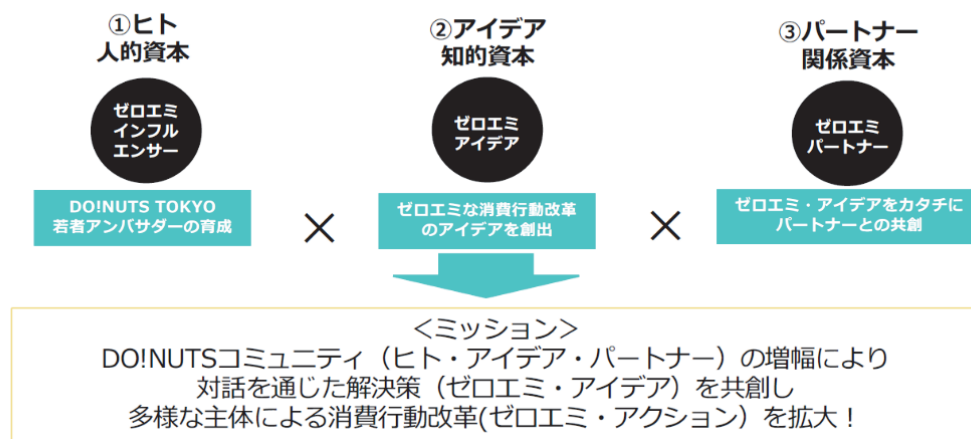 ①ヒト
人的資本
ゼロエミ
インフル
エンサー
DO!NUTS TOKYO
若者アンバサダーの育成
×
②アイデア
知的資本
ゼロエミ
アイデア
ゼロエミな消費行動改革
のアイデアを創出
×
③パートナー
関係資本
ゼロエミ
パートナー
ゼロエミ・アイデアをカタチに
パートナーとの共創
＜ミッション＞
DO!NUTSコミュニティ（ヒト・アイデア・パートナー）の増幅により
対話を通じた解決策（ゼロエミ・アイデア）を共創し
多様な主体による消費行動改革(ゼロエミ・アクション）を拡大！